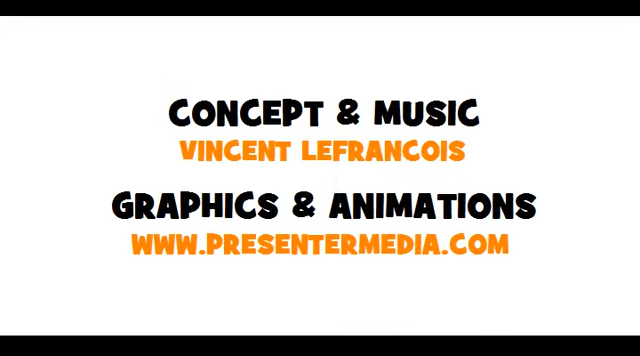 CONCEPT & MUSIC
VINCENT LEFRANCOIS
GRAPHICS & ANIMATIONS
WWW.PRESENTERMEDIA.COM